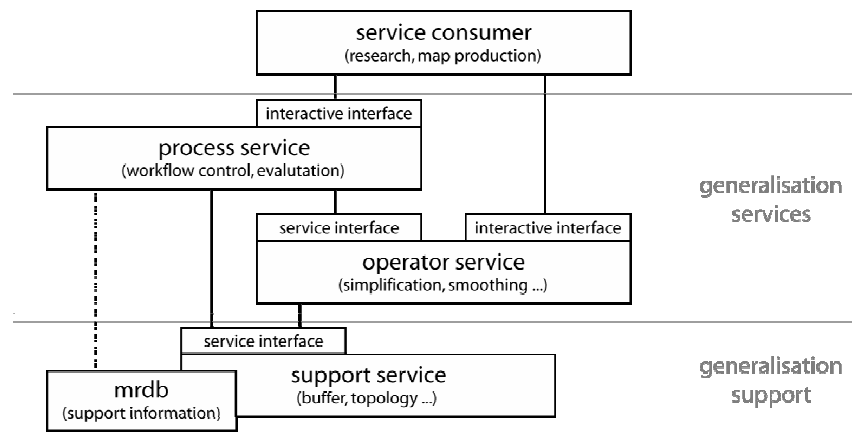 service consumer
(research, map production)
interactive interface
process service
(workflow control, evalutation)
generalisation
services
service interface
interactive interface
operator service
(simplification, smoothing ...)
service interface
support service
(buffer, topology ...)
generalisation
support
mrdb
(support information)